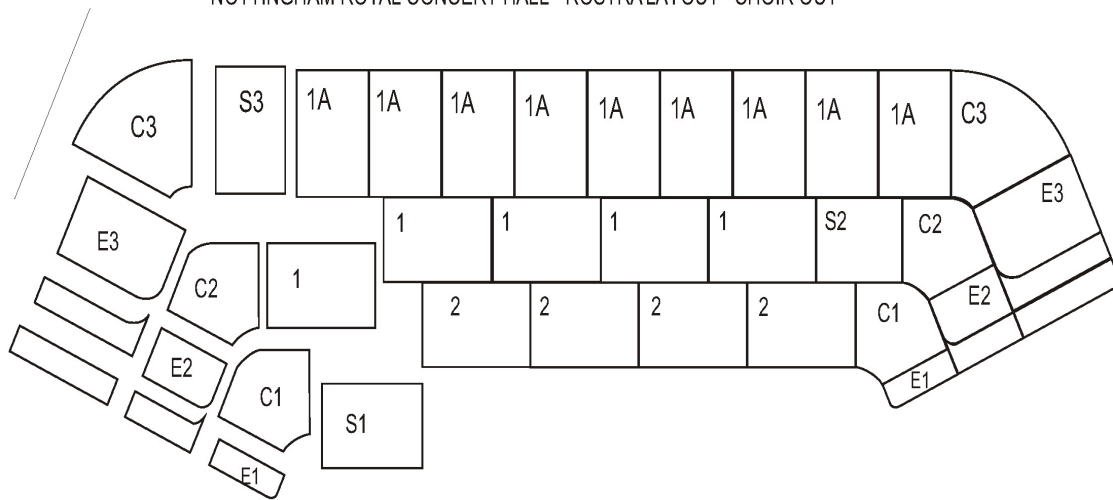 NOTTINGHAM ROYAL CONCERT HALL - ROSTRA LAYOUT - CHOIR OUT
C3 S3 1A 1A 1A 1A 1A 1A 1A 1A 1A C3
E3
1 1 1 1 S2 C2
E3
C2 1
2 2 2 2 C1 E2
E2
E1
C1
S1
E1